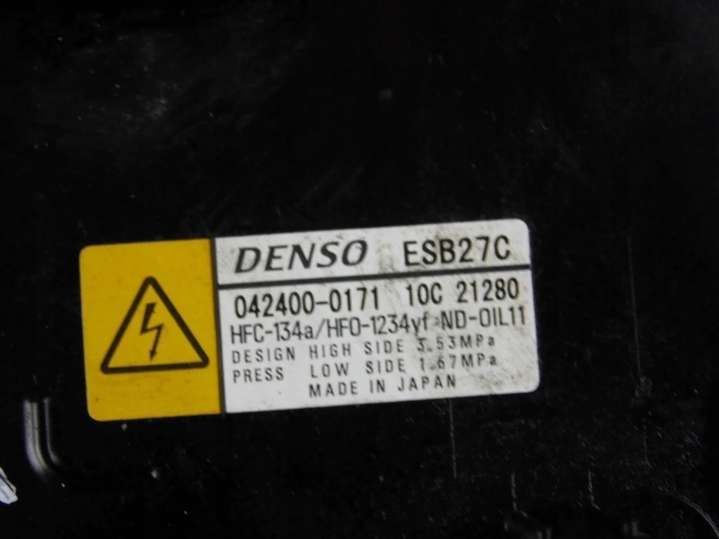 DENSO ESB27C
042400-0171 10C 21280
HFC-134a/HFO-1234yf ND-OIL11
DESIGN HIGH SIDE 3.53MPa
PRESS LOW SIDE 1.67MPa
MADE IN JAPAN